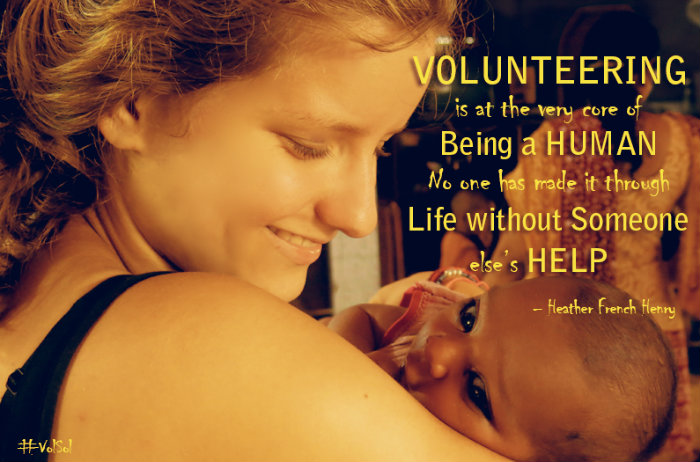 VOLUNTEERING
is at the very core of
Being a HUMAN
No one has made it through
Life without Someone
else's HELP
- Heather French Henry
#VolSol